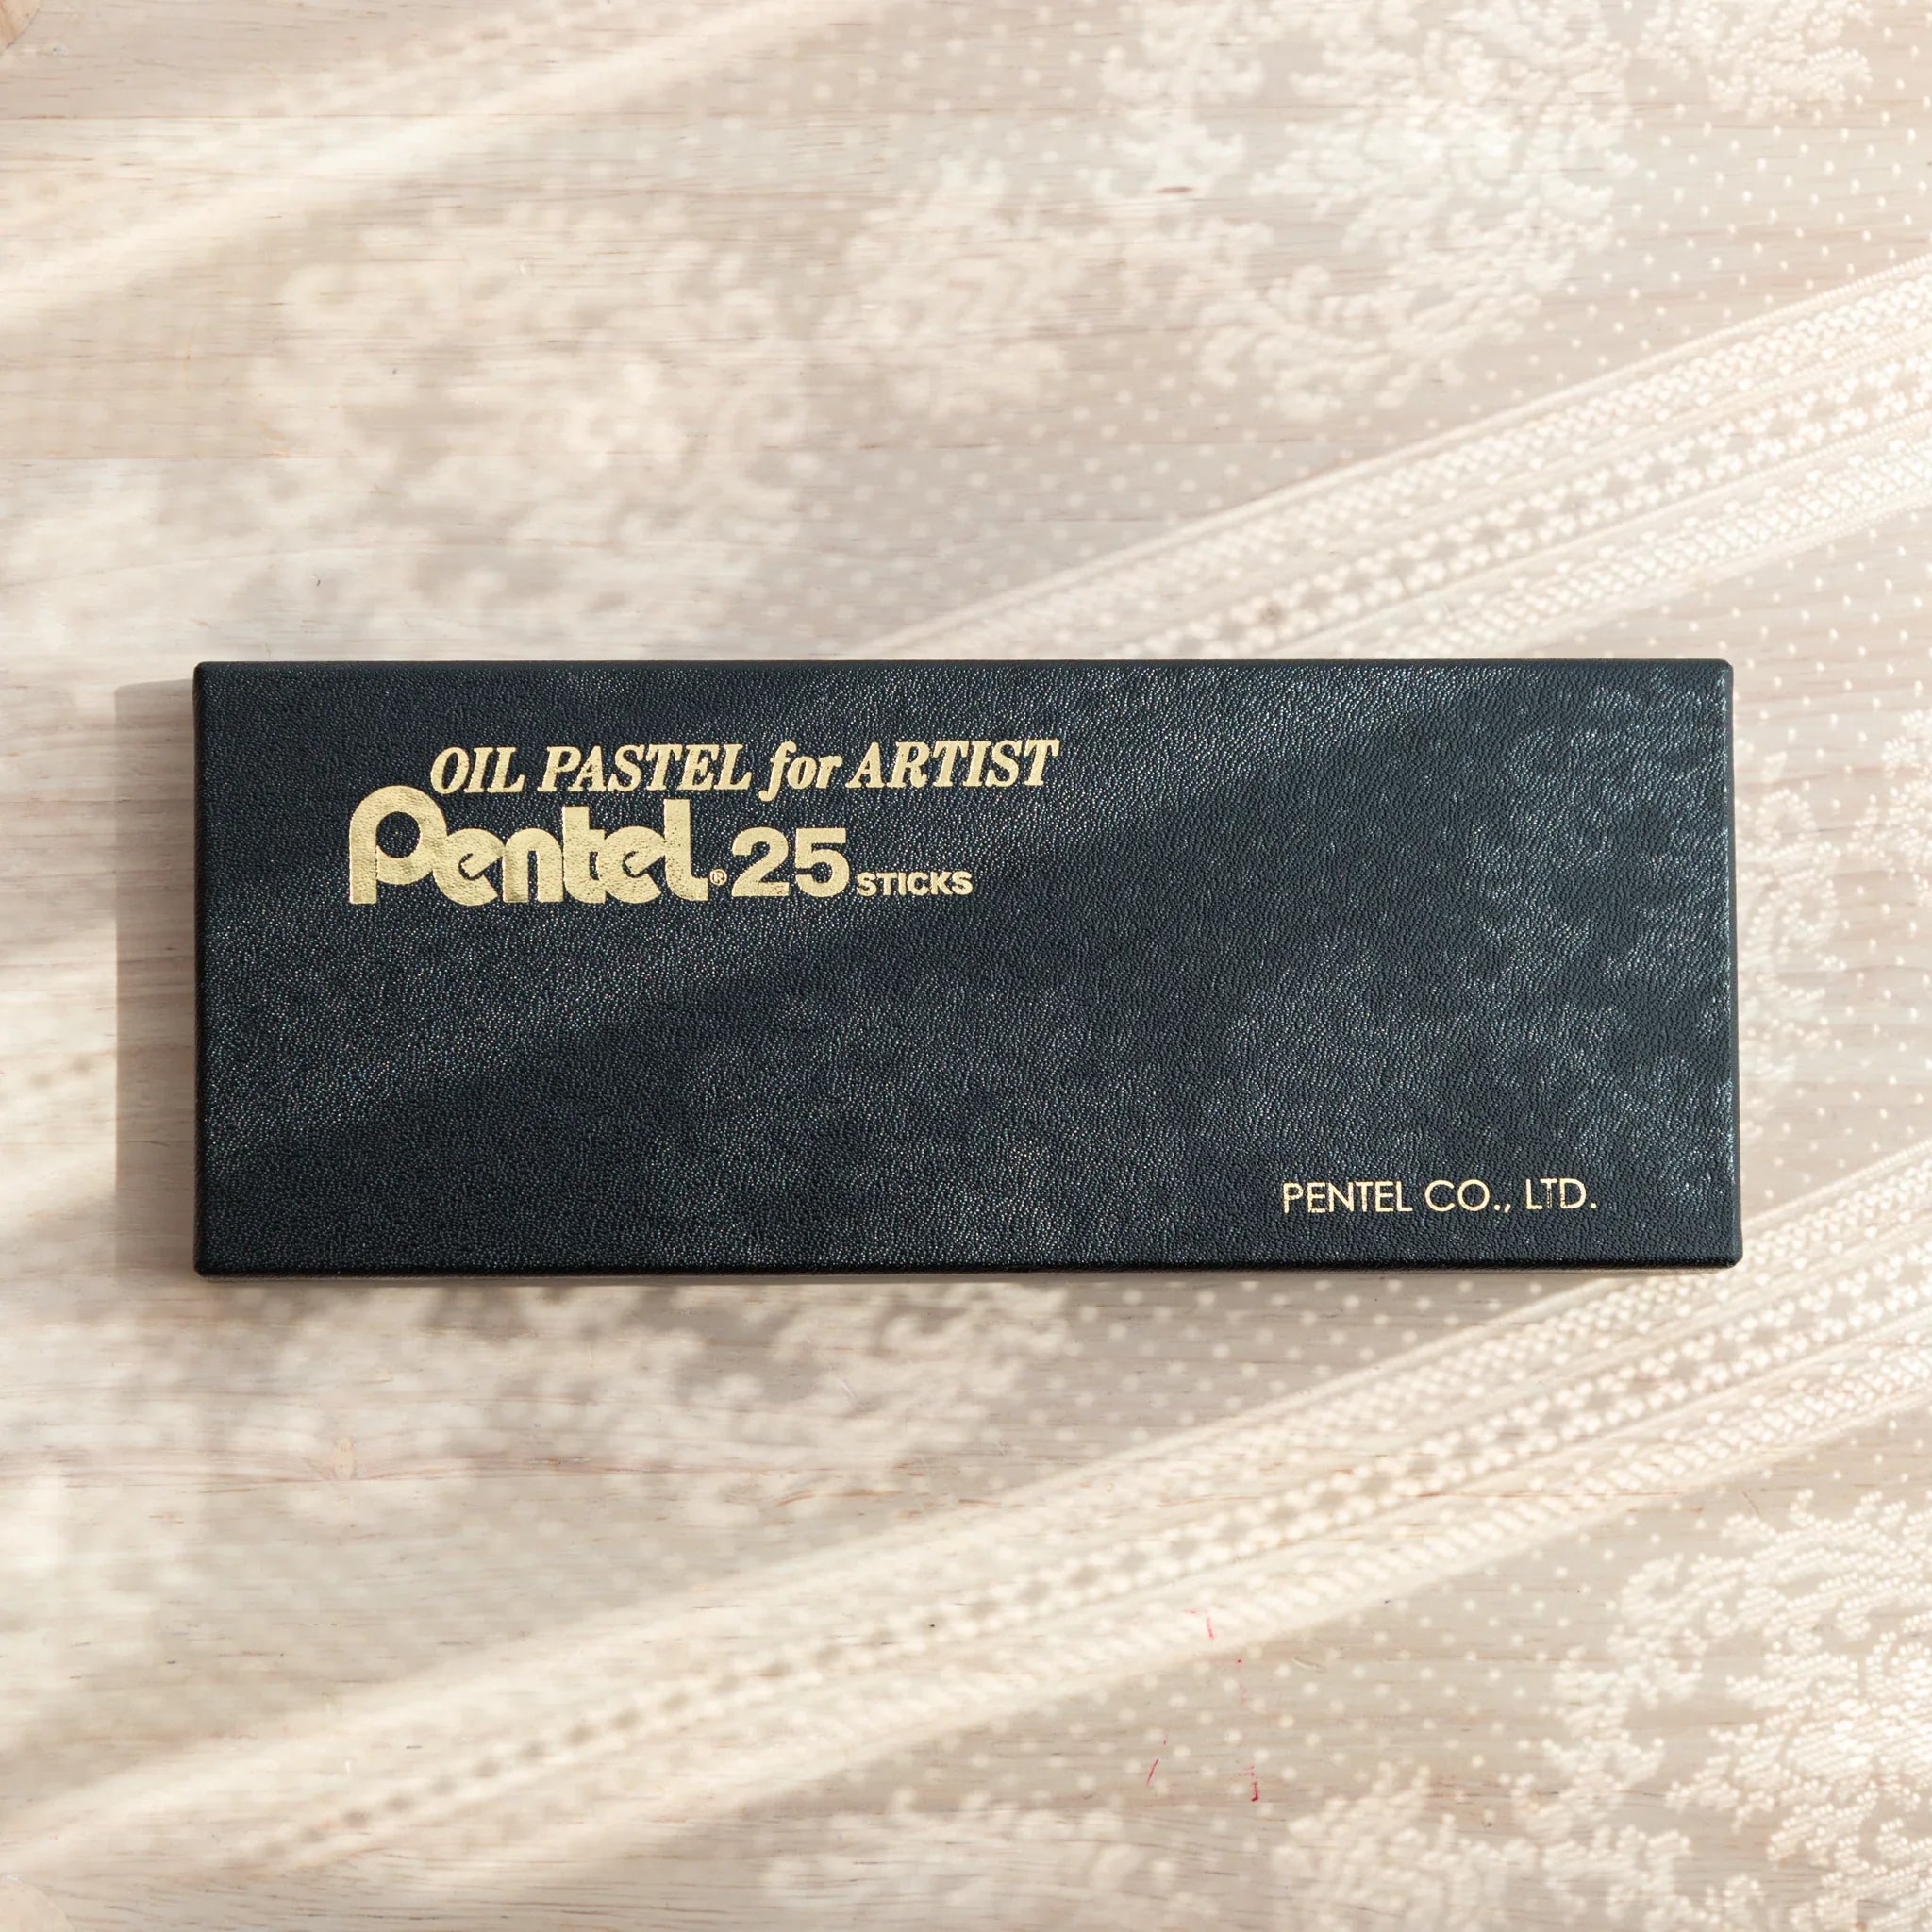 OIL PASTEL for ARTIST
Pentel® 25 STICKS
PENTEL CO., LTD.